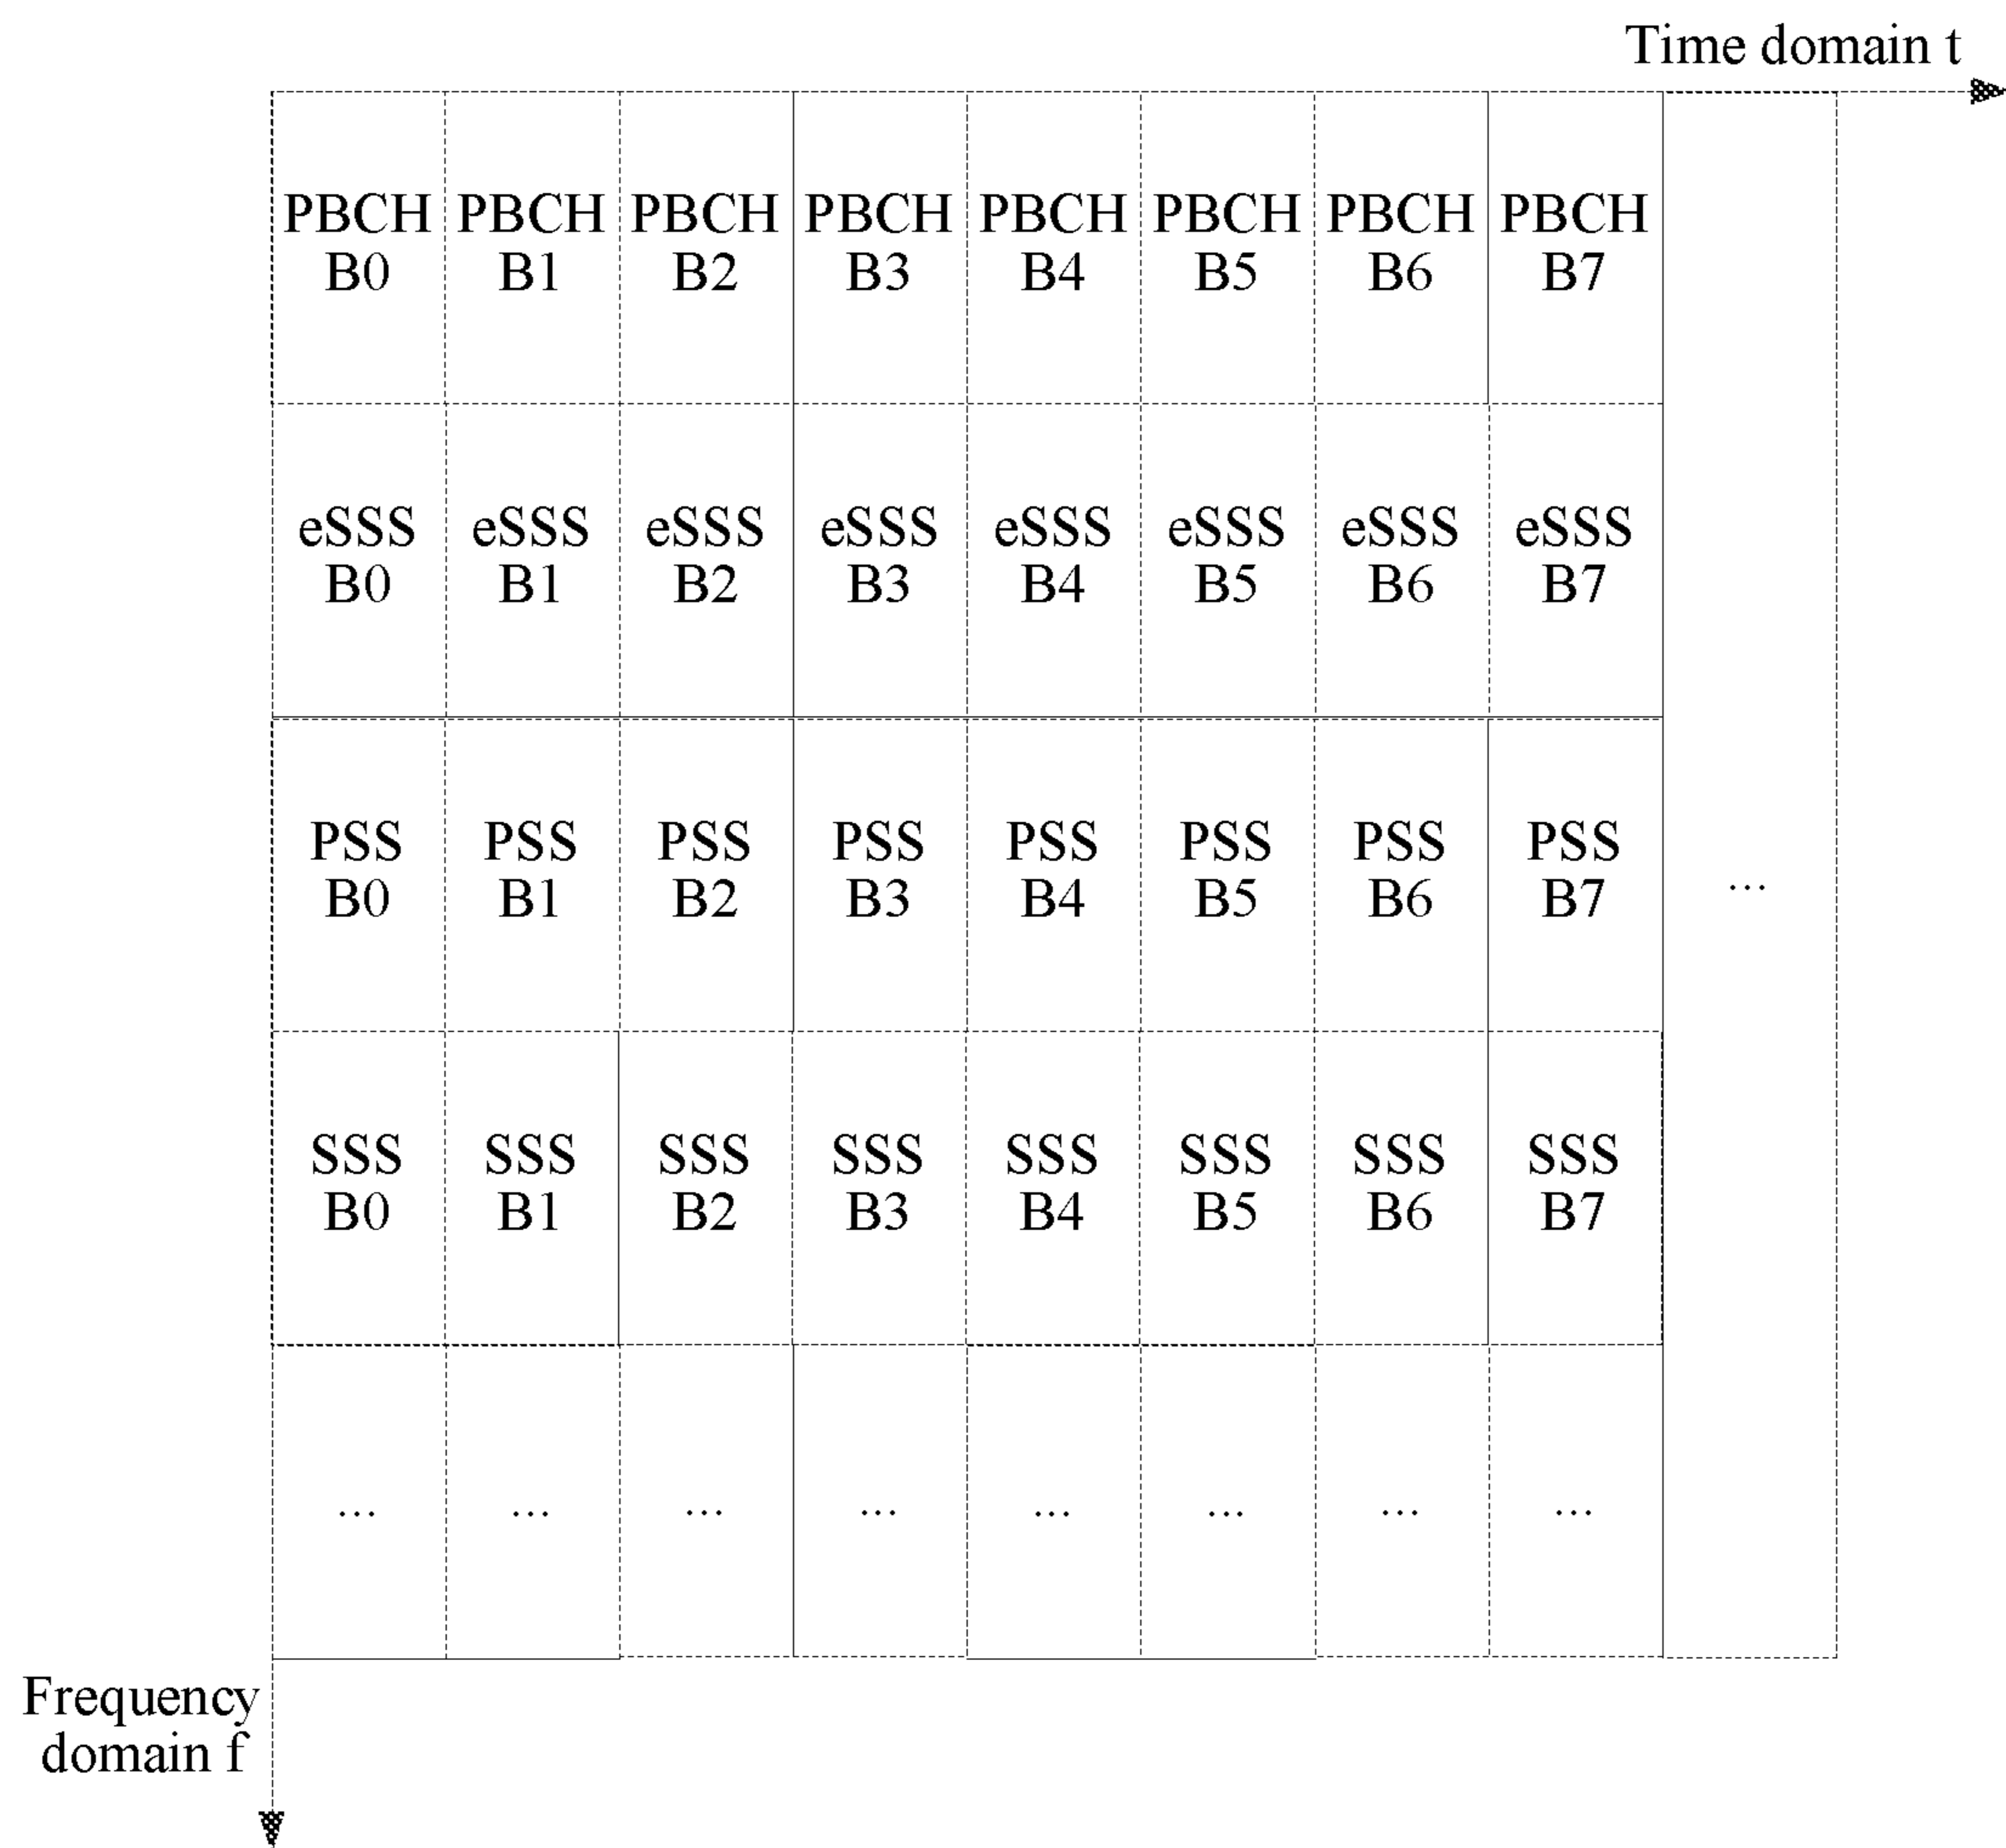 Time domain t
PBCH PBCH PBCH PBCH PBCH PBCH PBCH PBCH
B0 B1 B2 B3 B4 B5 B6 B7
eSSS eSSS eSSS eSSS eSSS eSSS eSSS eSSS
B0 B1 B2 B3 B4 B5 B6 B7
PSS PSS PSS PSS PSS PSS PSS PSS
B0 B1 B2 B3 B4 B5 B6 B7 ...
SSS SSS SSS SSS SSS SSS SSS SSS
B0 B1 B2 B3 B4 B5 B6 B7
... ... ... ... ... ... ... ...
Frequency
domain f